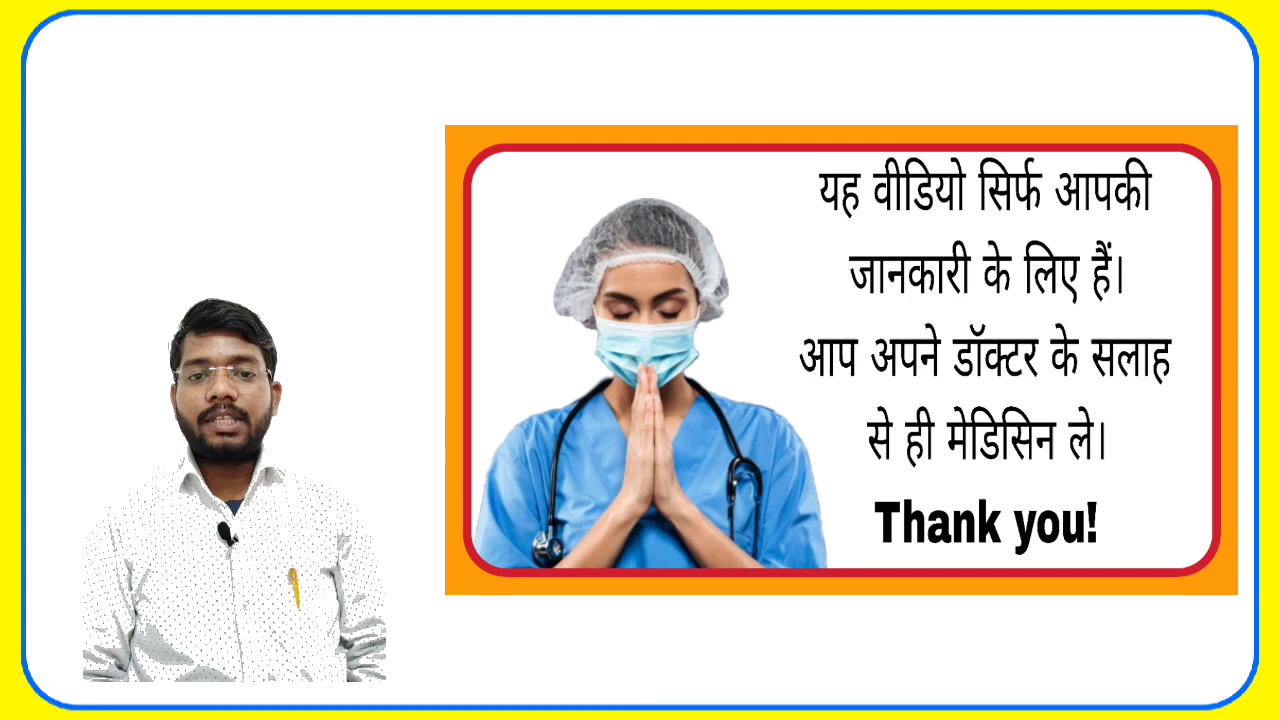 यह वीडियो सिर्फ आपकी
जानकारी के लिए हैं।
आप अपने डॉक्टर के सलाह
से ही मेडिसिन ले।
Thank you!